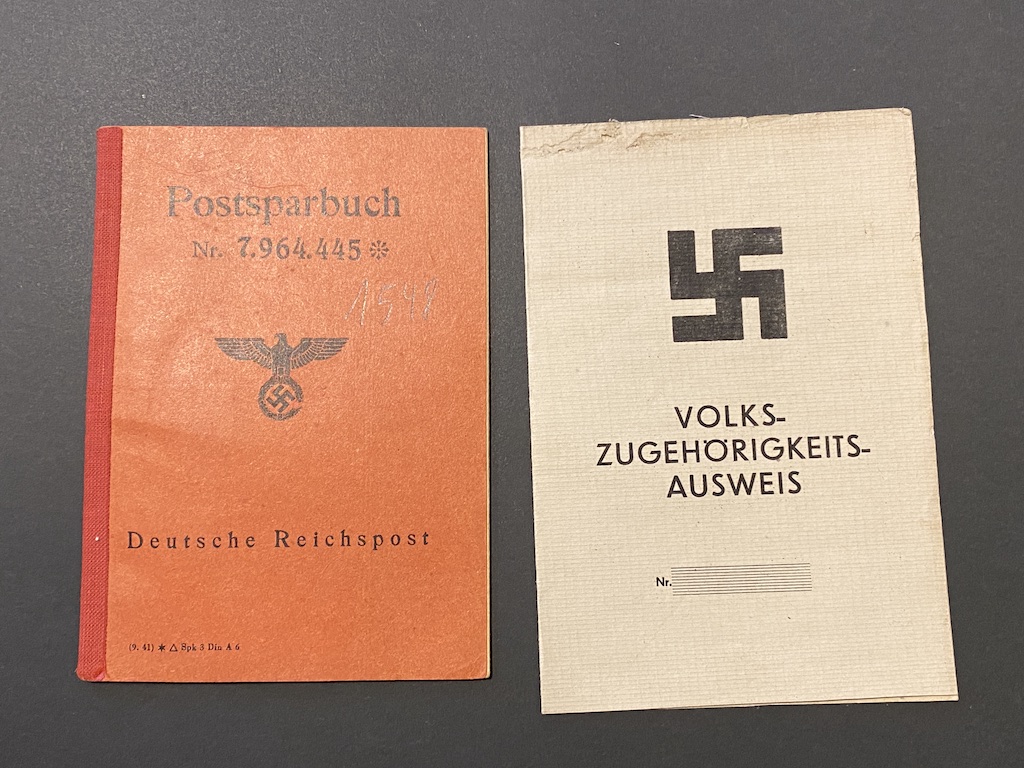 Postsparbuch
Nr. 7.964.445 ✻
1548
Deutsche Reichspost
(9. 41) ✶ △ Spk 3 Din A 6
VOLKS-
ZUGEHÖRIGKEITS-
AUSWEIS
Nr.